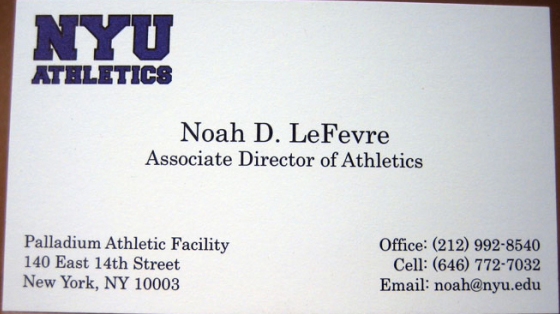 NYU
ATHLETICS
Noah D. LeFevre
Associate Director of Athletics
Palladium Athletic Facility
140 East 14th Street
New York, NY 10003
Office: (212) 992-8540
Cell: (646) 772-7032
Email: noah@nyu.edu